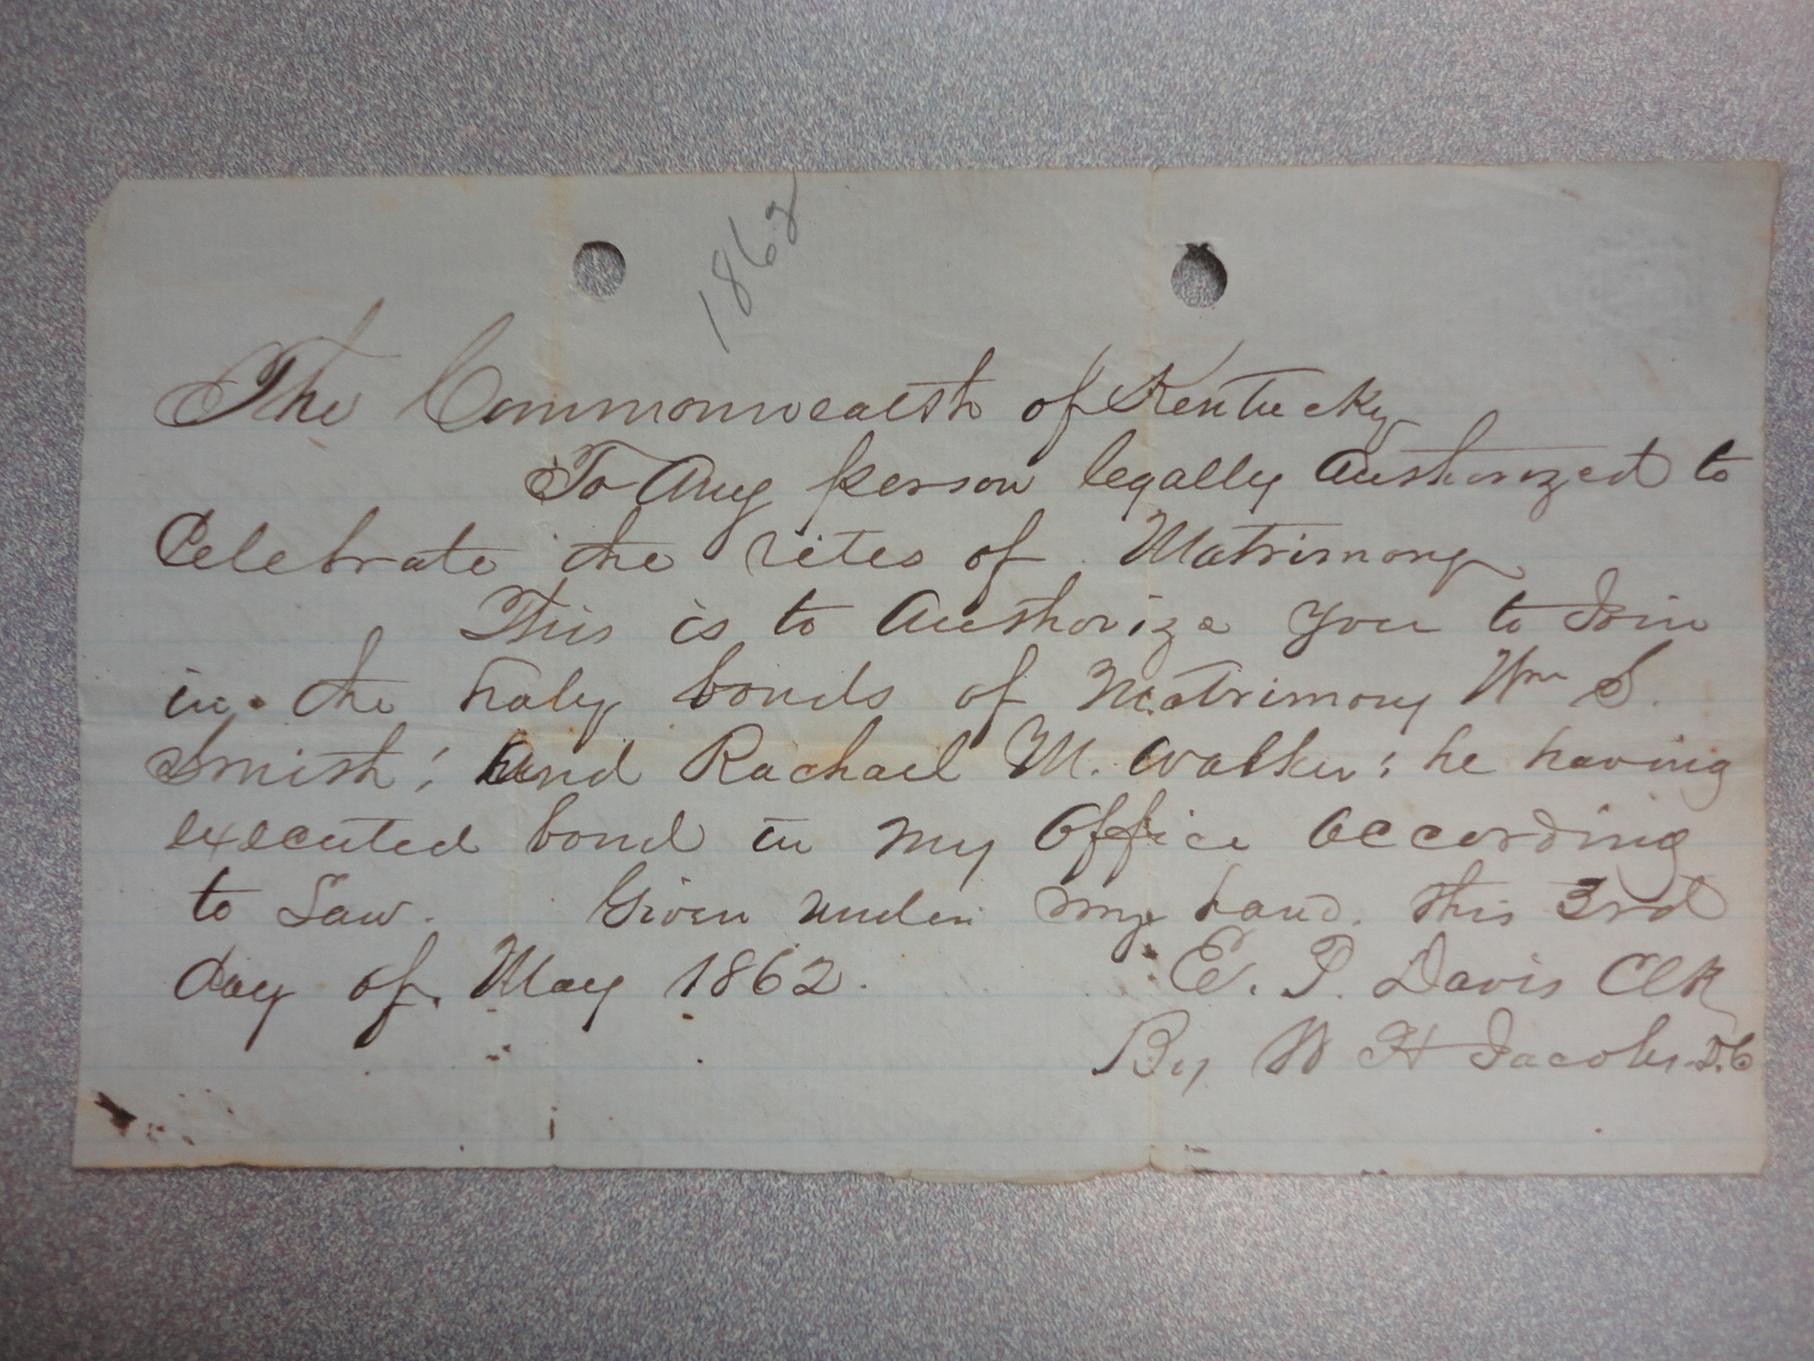 1862
The Commonwealth of Kentucky
To Any person legally Authorized to
Celebrate the rites of Matrimony
This is to Authorize you to Join
in the holy bonds of Matrimony Wm S.
Smith; And Rachael M. Walker; he having
executed bond in my Office according
to Law. Given under my hand. this 3rd
day of May 1862.
E. P. Davis Clk
By W H Jacobs D.C